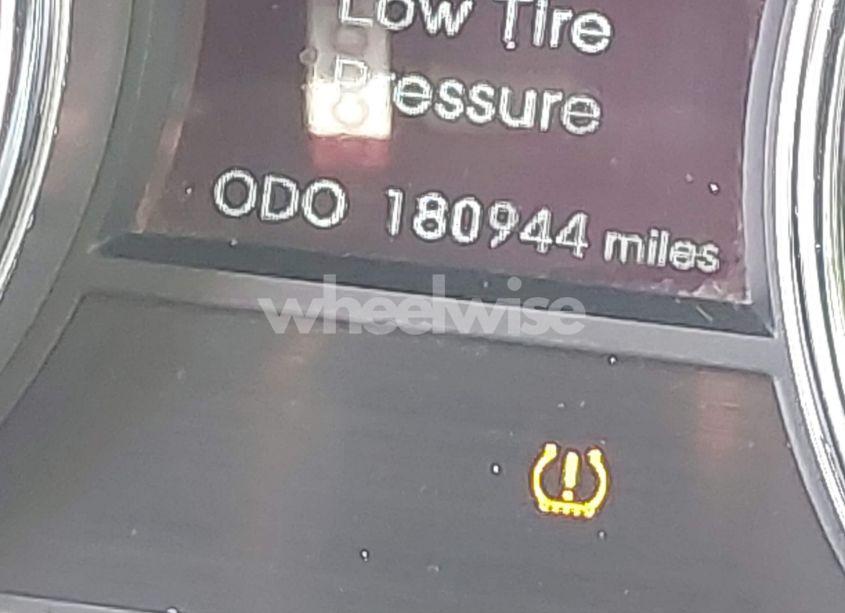 Low Tire
Pressure
ODO 180944 miles
wheelwise